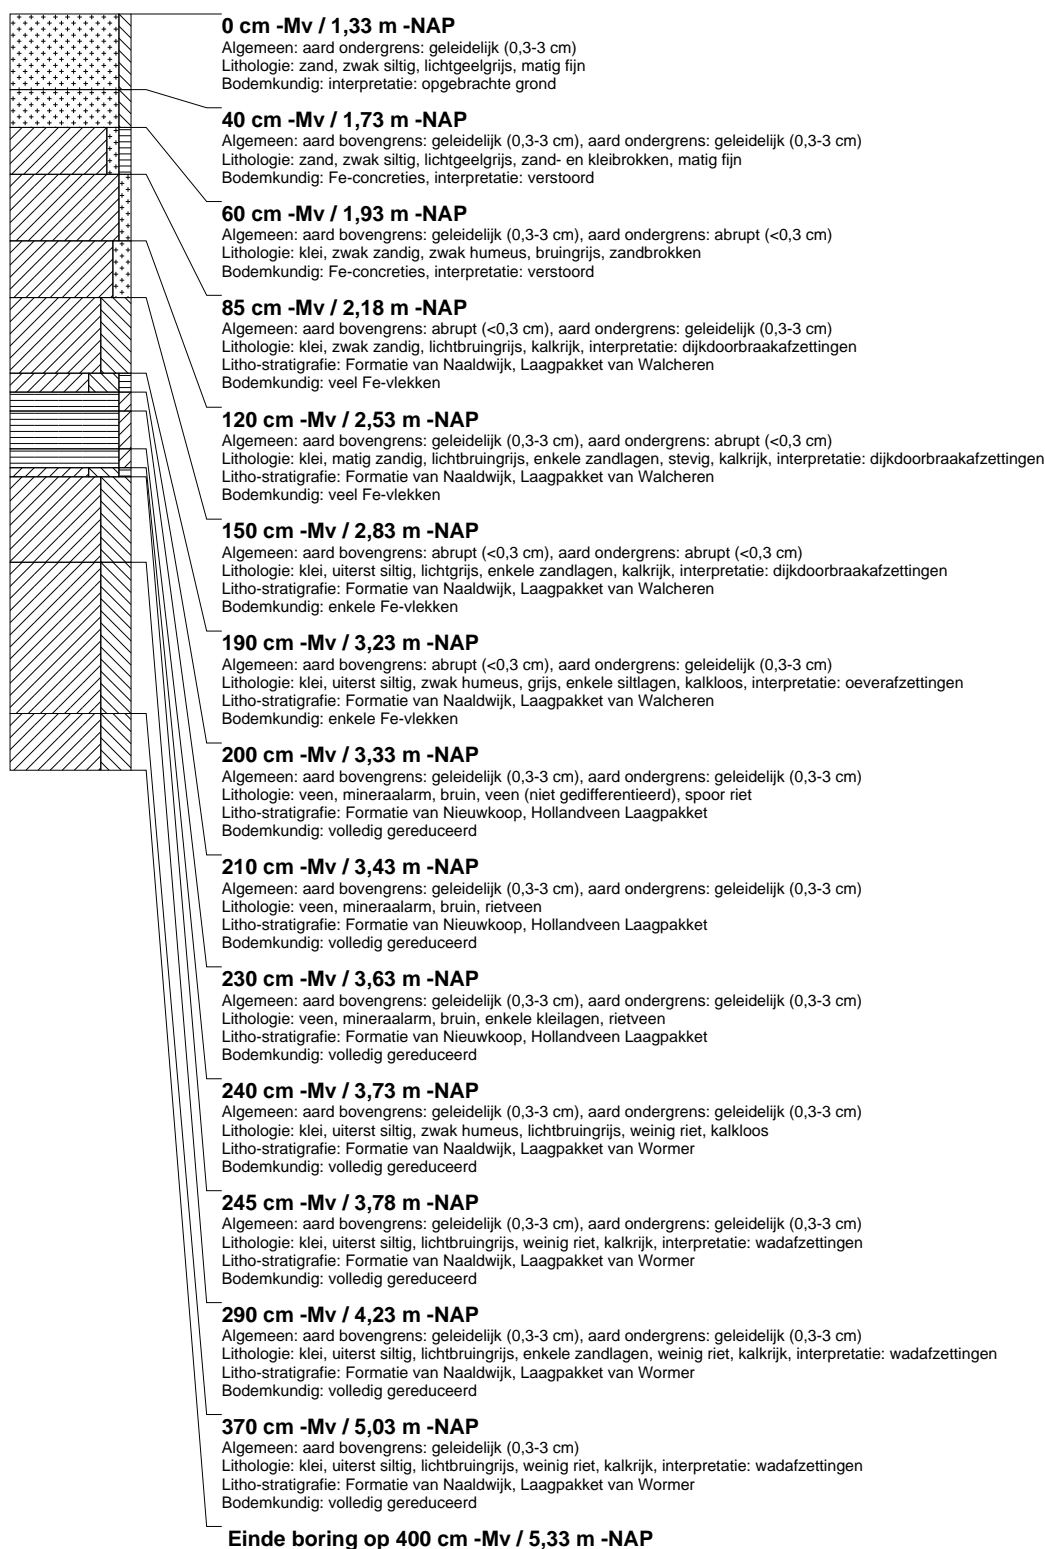 0 cm -Mv / 1,33 m -NAP
Algemeen: aard ondergrens: geleidelijk (0,3-3 cm)
Lithologie: zand, zwak siltig, lichtgeelgrijs, matig fijn
Bodemkundig: interpretatie: opgebrachte grond
40 cm -Mv / 1,73 m -NAP
Algemeen: aard bovengrens: geleidelijk (0,3-3 cm), aard ondergrens: geleidelijk (0,3-3 cm)
Lithologie: zand, zwak siltig, lichtgeelgrijs, zand- en kleibrokken, matig fijn
Bodemkundig: Fe-concreties, interpretatie: verstoord
60 cm -Mv / 1,93 m -NAP
Algemeen: aard bovengrens: geleidelijk (0,3-3 cm), aard ondergrens: abrupt (<0,3 cm)
Lithologie: klei, zwak zandig, zwak humeus, bruingrijs, zandbrokken
Bodemkundig: Fe-concreties, interpretatie: verstoord
85 cm -Mv / 2,18 m -NAP
Algemeen: aard bovengrens: abrupt (<0,3 cm), aard ondergrens: geleidelijk (0,3-3 cm)
Lithologie: klei, zwak zandig, lichtbruingrijs, kalkrijk, interpretatie: dijkdoorbraakafzettingen
Litho-stratigrafie: Formatie van Naaldwijk, Laagpakket van Walcheren
Bodemkundig: veel Fe-vlekken
120 cm -Mv / 2,53 m -NAP
Algemeen: aard bovengrens: geleidelijk (0,3-3 cm), aard ondergrens: abrupt (<0,3 cm)
Lithologie: klei, matig zandig, lichtbruingrijs, enkele zandlagen, stevig, kalkrijk, interpretatie: dijkdoorbraakafzettingen
Litho-stratigrafie: Formatie van Naaldwijk, Laagpakket van Walcheren
Bodemkundig: veel Fe-vlekken
150 cm -Mv / 2,83 m -NAP
Algemeen: aard bovengrens: abrupt (<0,3 cm), aard ondergrens: abrupt (<0,3 cm)
Lithologie: klei, uiterst siltig, lichtgrijs, enkele zandlagen, kalkrijk, interpretatie: dijkdoorbraakafzettingen
Litho-stratigrafie: Formatie van Naaldwijk, Laagpakket van Walcheren
Bodemkundig: enkele Fe-vlekken
190 cm -Mv / 3,23 m -NAP
Algemeen: aard bovengrens: abrupt (<0,3 cm), aard ondergrens: geleidelijk (0,3-3 cm)
Lithologie: klei, uiterst siltig, zwak humeus, grijs, enkele siltlagen, kalkloos, interpretatie: oeverafzettingen
Litho-stratigrafie: Formatie van Naaldwijk, Laagpakket van Walcheren
Bodemkundig: enkele Fe-vlekken
200 cm -Mv / 3,33 m -NAP
Algemeen: aard bovengrens: geleidelijk (0,3-3 cm), aard ondergrens: geleidelijk (0,3-3 cm)
Lithologie: veen, mineraalarm, bruin, veen (niet gedifferentieerd), spoor riet
Litho-stratigrafie: Formatie van Nieuwkoop, Hollandveen Laagpakket
Bodemkundig: volledig gereduceerd
210 cm -Mv / 3,43 m -NAP
Algemeen: aard bovengrens: geleidelijk (0,3-3 cm), aard ondergrens: geleidelijk (0,3-3 cm)
Lithologie: veen, mineraalarm, bruin, rietveen
Litho-stratigrafie: Formatie van Nieuwkoop, Hollandveen Laagpakket
Bodemkundig: volledig gereduceerd
230 cm -Mv / 3,63 m -NAP
Algemeen: aard bovengrens: geleidelijk (0,3-3 cm), aard ondergrens: geleidelijk (0,3-3 cm)
Lithologie: veen, mineraalarm, bruin, enkele kleilagen, rietveen
Litho-stratigrafie: Formatie van Nieuwkoop, Hollandveen Laagpakket
Bodemkundig: volledig gereduceerd
240 cm -Mv / 3,73 m -NAP
Algemeen: aard bovengrens: geleidelijk (0,3-3 cm), aard ondergrens: geleidelijk (0,3-3 cm)
Lithologie: klei, uiterst siltig, zwak humeus, lichtbruingrijs, weinig riet, kalkloos
Litho-stratigrafie: Formatie van Naaldwijk, Laagpakket van Wormer
Bodemkundig: volledig gereduceerd
245 cm -Mv / 3,78 m -NAP
Algemeen: aard bovengrens: geleidelijk (0,3-3 cm), aard ondergrens: geleidelijk (0,3-3 cm)
Lithologie: klei, uiterst siltig, lichtbruingrijs, weinig riet, kalkrijk, interpretatie: wadafzettingen
Litho-stratigrafie: Formatie van Naaldwijk, Laagpakket van Wormer
Bodemkundig: volledig gereduceerd
290 cm -Mv / 4,23 m -NAP
Algemeen: aard bovengrens: geleidelijk (0,3-3 cm), aard ondergrens: geleidelijk (0,3-3 cm)
Lithologie: klei, uiterst siltig, lichtbruingrijs, enkele zandlagen, weinig riet, kalkrijk, interpretatie: wadafzettingen
Litho-stratigrafie: Formatie van Naaldwijk, Laagpakket van Wormer
Bodemkundig: volledig gereduceerd
370 cm -Mv / 5,03 m -NAP
Algemeen: aard bovengrens: geleidelijk (0,3-3 cm)
Lithologie: klei, uiterst siltig, lichtbruingrijs, weinig riet, kalkrijk, interpretatie: wadafzettingen
Litho-stratigrafie: Formatie van Naaldwijk, Laagpakket van Wormer
Bodemkundig: volledig gereduceerd
Einde boring op 400 cm -Mv / 5,33 m -NAP